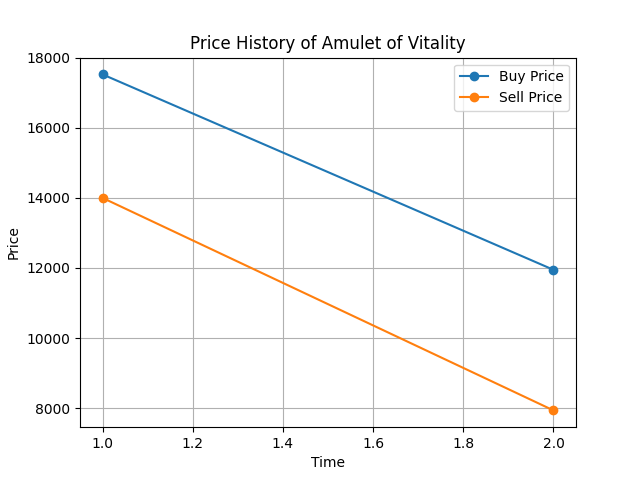 Price History of Amulet of Vitality
18000
16000
14000
12000
10000
8000
Price
1.0 1.2 1.4 1.6 1.8 2.0
Time
Buy Price
Sell Price